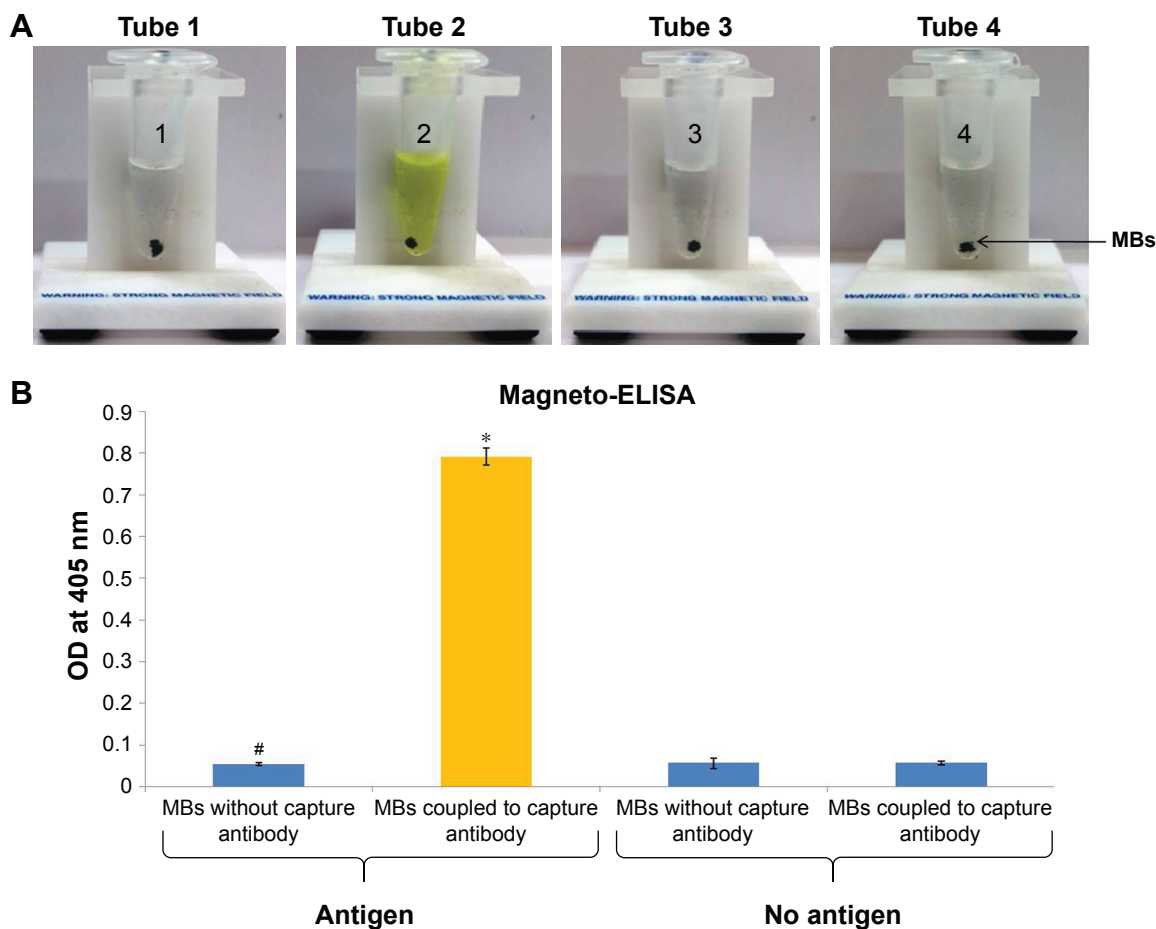 A
Tube 1 Tube 2 Tube 3 Tube 4
1 2 3 4
MBs
WARNING: STRONG MAGNETIC FIELD WARNING: STRONG MAGNETIC FIELD WARNING: STRONG MAGNETIC FIELD WARNING: STRONG MAGNETIC FIELD
B
Magneto-ELISA
OD at 405 nm
0.9
0.8
0.7
0.6
0.5
0.4
0.3
0.2
0.1
0
*
#
MBs without capture antibody
MBs coupled to capture antibody
MBs without capture antibody
MBs coupled to capture antibody
Antigen
No antigen